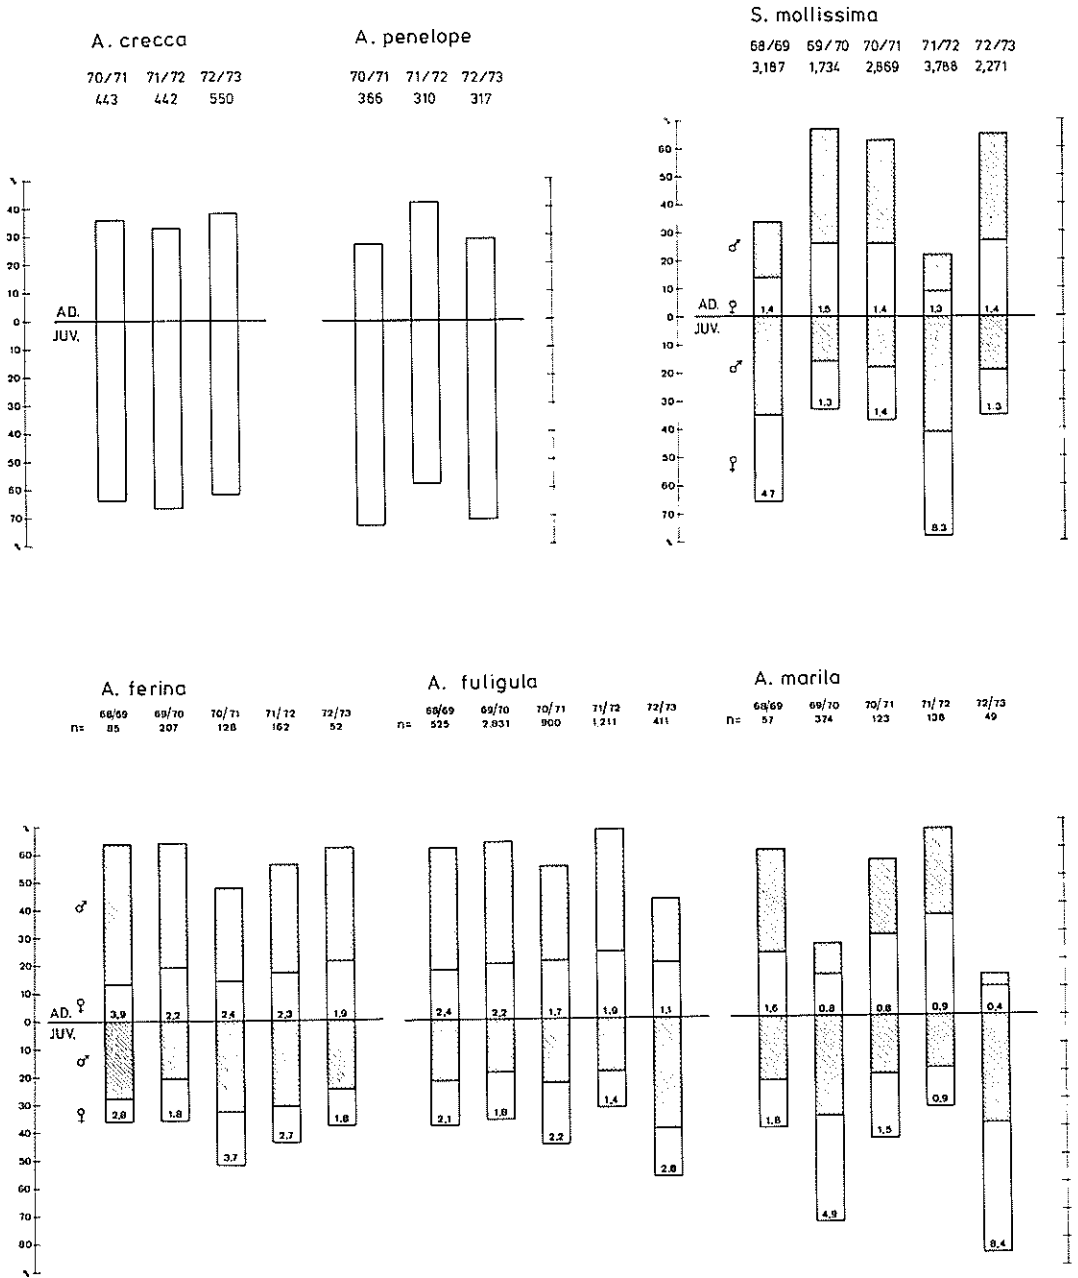 A. crecca
70/71 71/72 72/73
443 442 550
A. penelope
70/71 71/72 72/73
366 310 317
S. mollissima
68/69 69/70 70/71 71/72 72/73
3,187 1,734 2,869 3,788 2,271
%
40
30
20
10
AD.
0
JUV.
10
20
30
40
50
60
70
%
%
60
50
40
30
♂
20
10
AD. ♀ 1,4 1,5 1,4 1,3 1,4
0
JUV.
10
♂
20
30
1,3 1,4 1,3
40
50
♀
60
4,7
70
8,3
%
A. ferina
68/69 69/70 70/71 71/72 72/73
n= 85 207 128 162 52
A. fuligula
68/69 69/70 70/71 71/72 72/73
n= 525 2,831 900 1,211 411
A. marila
68/69 69/70 70/71 71/72 72/73
n= 57 374 123 136 49
%
60
50
40 ♂
30
20
10
AD. ♀ 3,9 2,2 2,4 2,3 1,9 2,4 2,2 1,7 1,9 1,1 1,6 0,8 0,8 0,9 0,4
0
JUV.
10 ♂
20
30 ♀
2,8 1,8 3,7 2,7 1,8 2,1 1,8 2,2 1,4 2,8 1,8 4,9 1,5 0,9 8,4
40
50
60
70
80
%